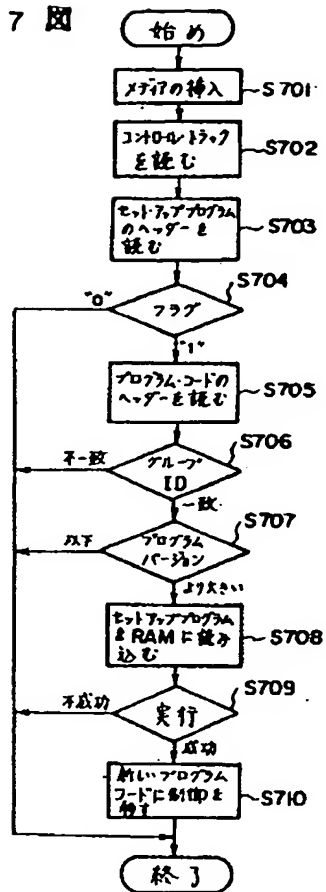 7 図
始め
メディアの挿入
S701
コントロール・トラック
を読む
S702
セット・アッププログラム
のヘッダーを
読む
S703
S704
"0"
フラグ
"1"
プログラム・コードの
ヘッダーを読む
S705
S706
不一致
グループ
ID
一致
S707
以下
プログラム
バージョン
より大きい
セットアッププログラム
をRAMに読み
込む
S708
S709
不成功
実行
成功
新しいプログラム
コードに制御を
移す
S710
終了